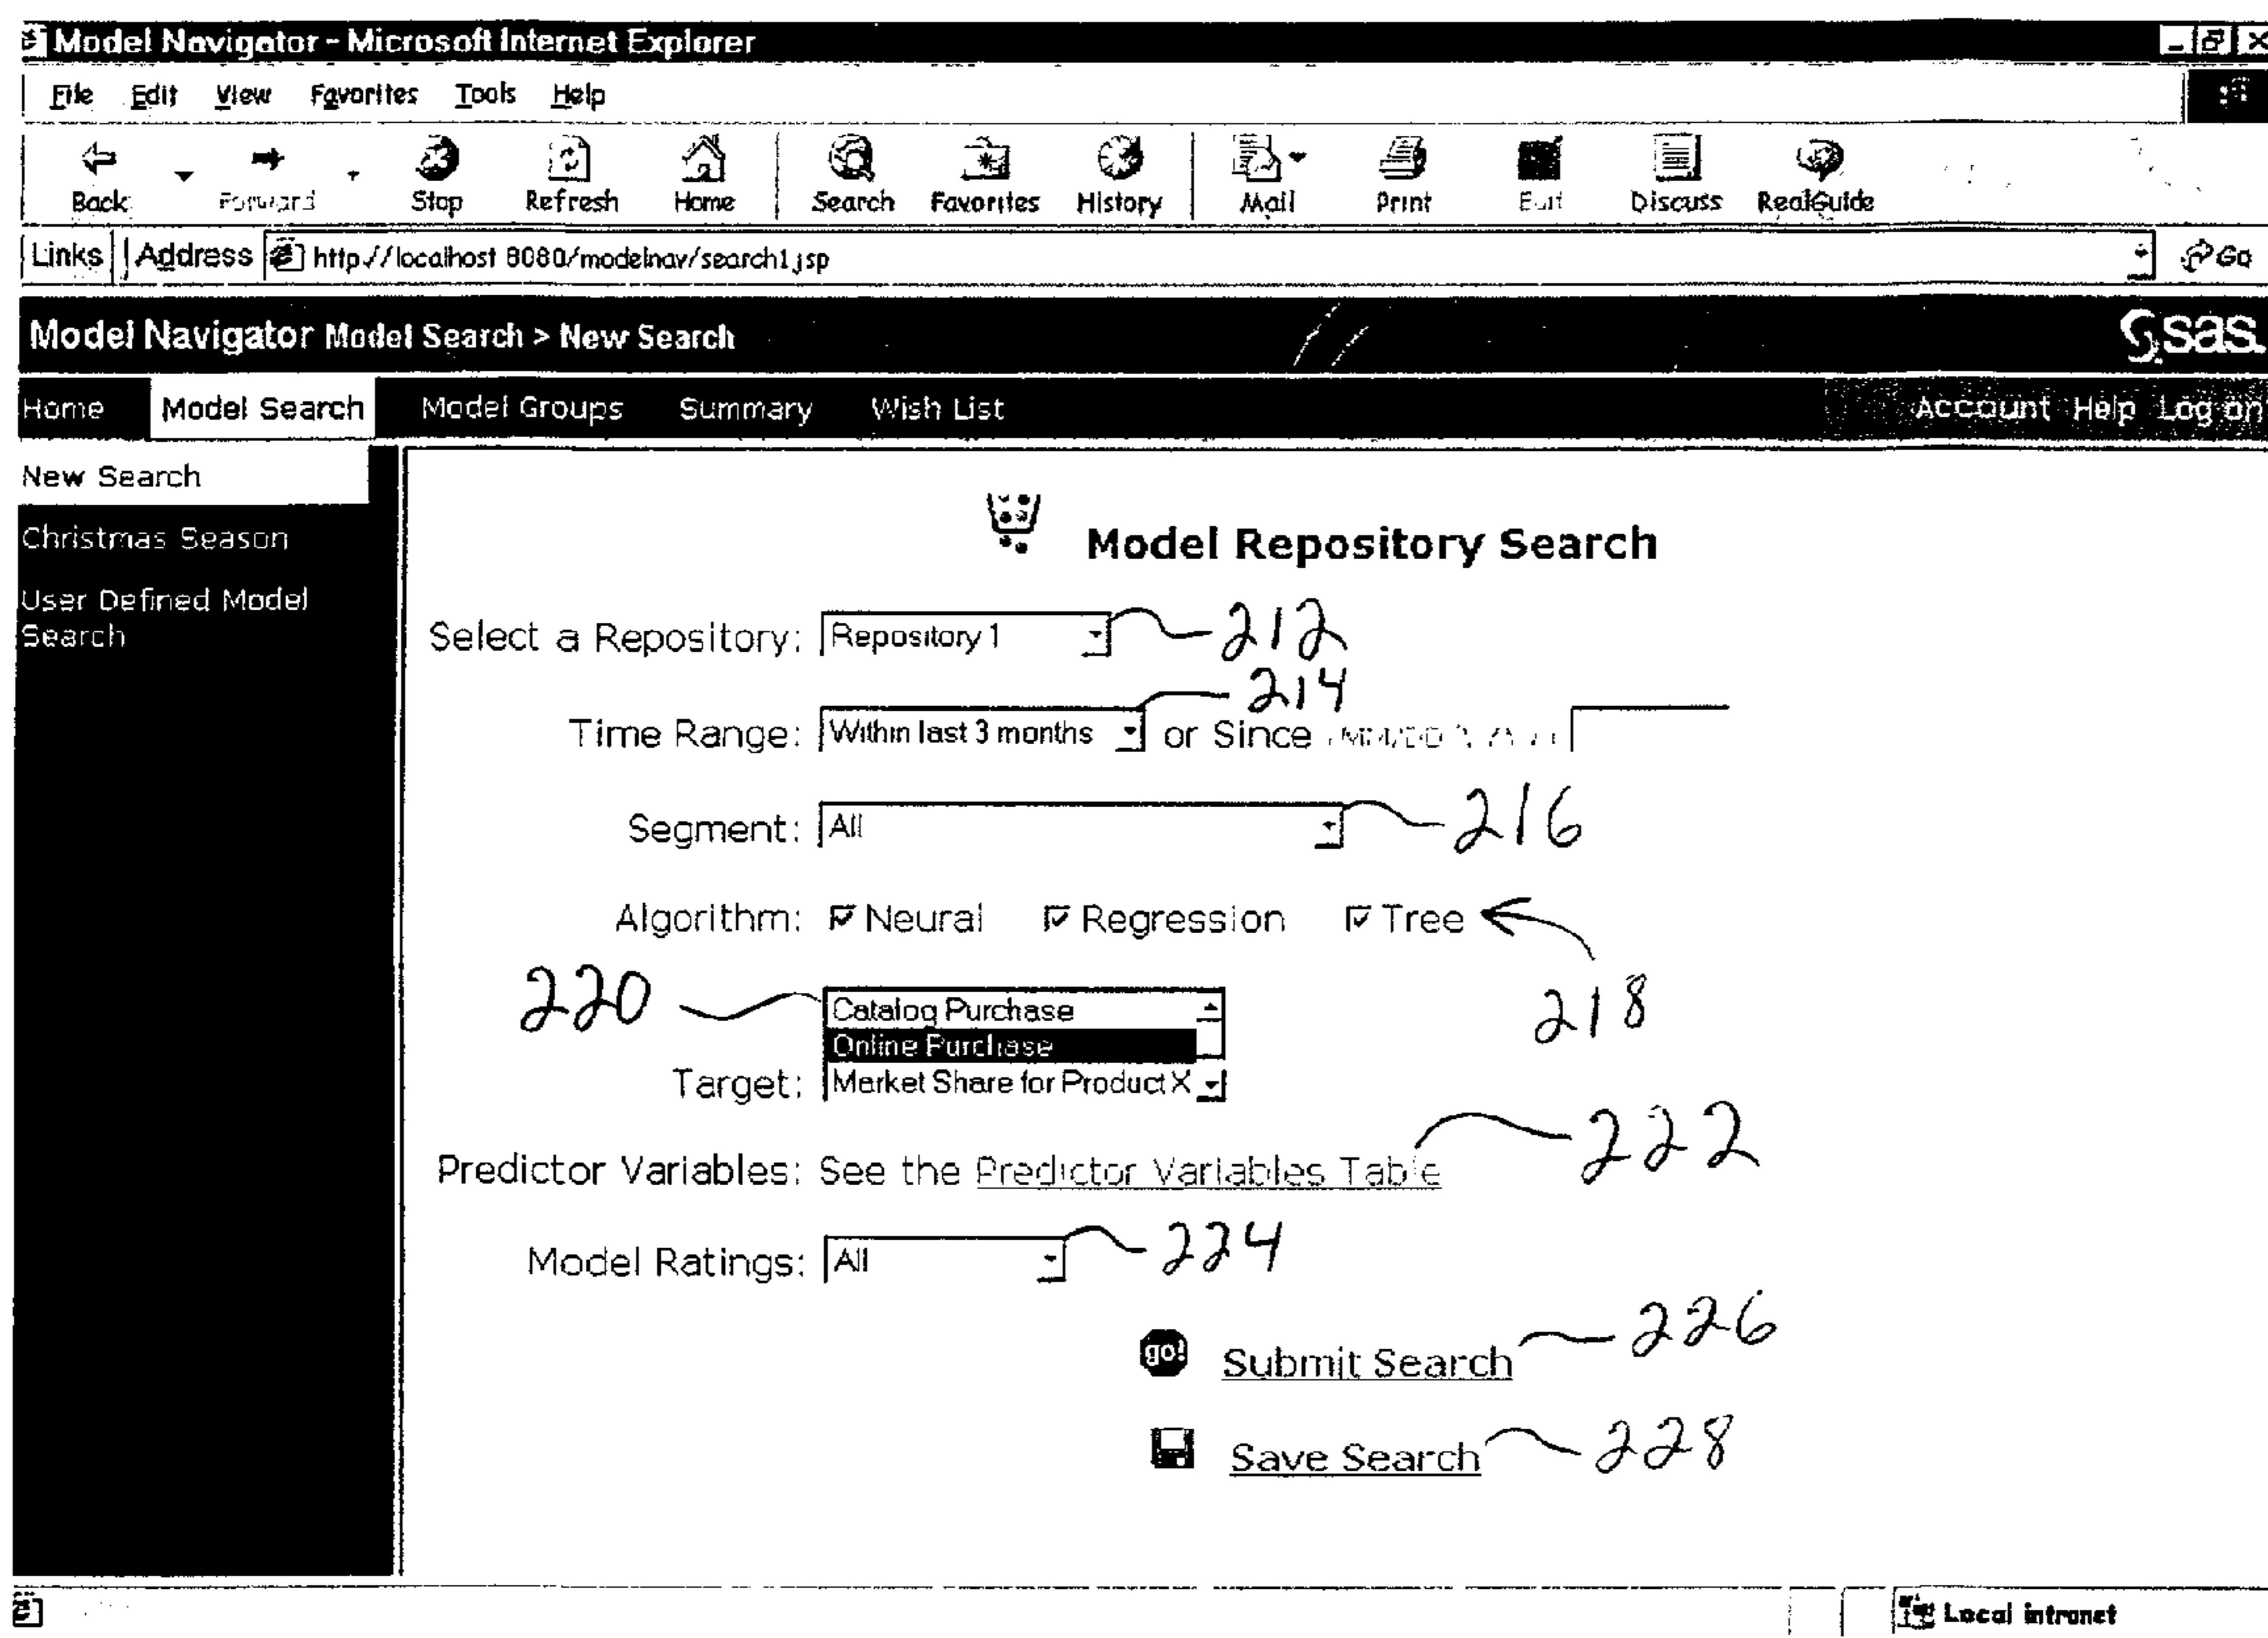 Model Navigator - Microsoft Internet Explorer
File Edit View Favorites Tools Help
Back Forward Stop Refresh Home Search Favorites History Mail Print Edit Discuss RealGuide
Links Address http://localhost 8080/modelnav/search1.jsp Go
Model Navigator Model Search > New Search sas.
Home Model Search Model Groups Summary Wish List Account Help Log on
New Search
Christmas Season
User Defined Model
Search
Model Repository Search
Select a Repository: Repository 1 212
214
Time Range: Within last 3 months or Since
Segment: All 216
Algorithm: Neural Regression Tree
218
220 Catalog Purchase
Online Purchase
Target: Market Share for Product X
222
Predictor Variables: See the Predictor Variables Table
Model Ratings: All 224
go! Submit Search 226
Save Search 228
Local intranet